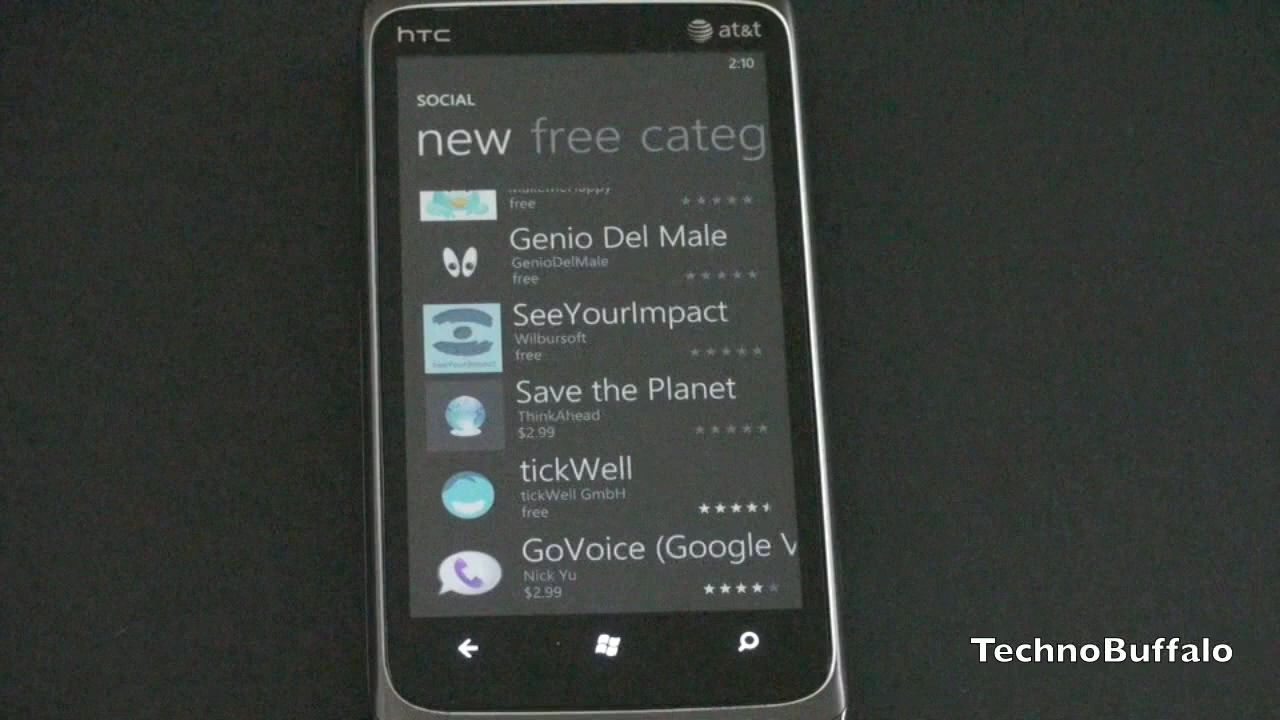 hTC
at&t
2:10
SOCIAL
new free categ
free
Genio Del Male
GenioDelMale
free
SeeYourImpact
Wilbursoft
free
SeeYourImpact
Save the Planet
ThinkAhead
$2.99
tickWell
tickWell GmbH
free
GoVoice (Google V
Nick Yu
$2.99
TechnoBuffalo